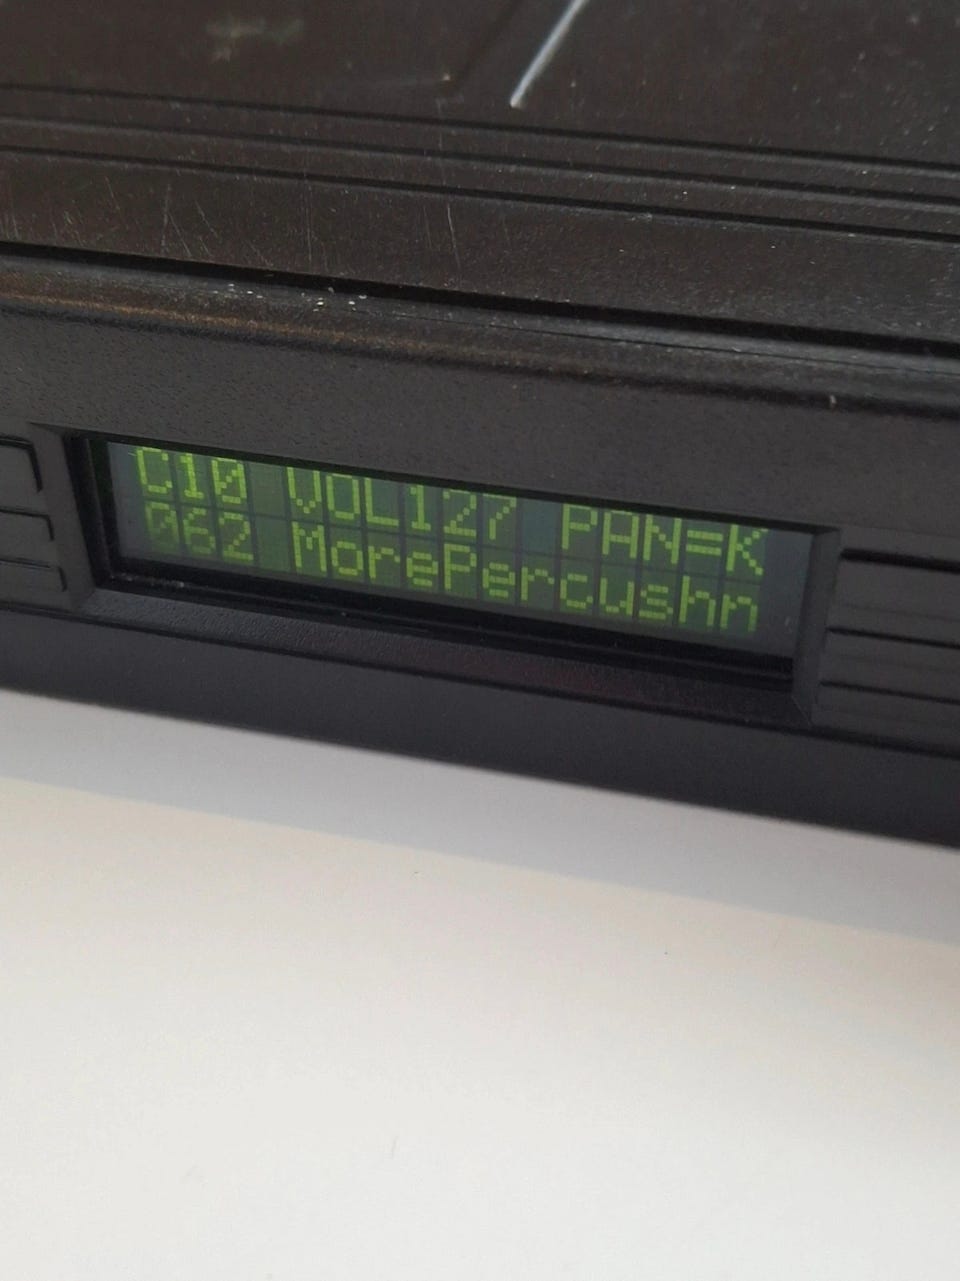 C10 VOL127 PAN=K
062 MorePercushn